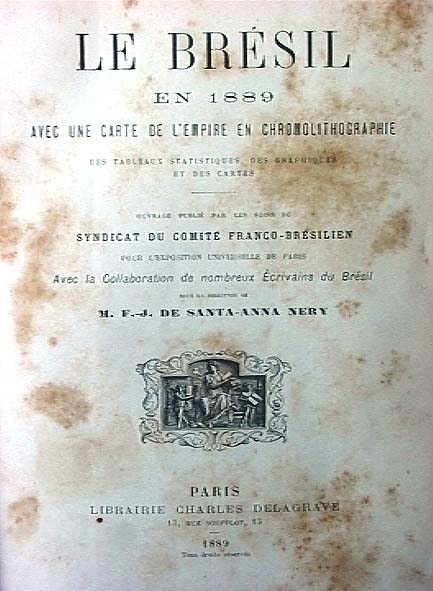 LE BRÉSIL
EN 1889
AVEC UNE CARTE DE L'EMPIRE EN CHROMOLITHOGRAPHIE
DES TABLEAUX STATISTIQUES, DES GRAPHIQUES
ET DES CARTES
OUVRAGE PUBLIÉ PAR LES SOINS DU
SYNDICAT DU COMITÉ FRANCO-BRÉSILIEN
POUR L'EXPOSITION UNIVERSELLE DE PARIS
Avec la Collaboration de nombreux Écrivains du Brésil
SOUS LA DIRECTION DE
M. F.-J. DE SANTA-ANNA NERY
PARIS
LIBRAIRIE CHARLES DELAGRAVE
15, RUE SOUFFLOT, 15
1889
Tous droits réservés